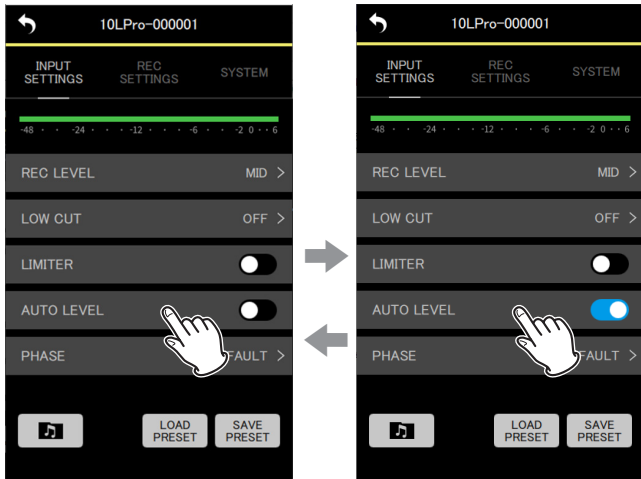 10LPro-000001
INPUT SETTINGS
REC SETTINGS
SYSTEM
-48 · · -24 · · · -12 · · · -6 · · -2 0 · · 6
REC LEVEL MID >
LOW CUT OFF >
LIMITER
AUTO LEVEL
PHASE FAULT >
LOAD PRESET
SAVE PRESET
10LPro-000001
INPUT SETTINGS
REC SETTINGS
SYSTEM
-48 · · -24 · · · -12 · · · -6 · · -2 0 · · 6
REC LEVEL MID >
LOW CUT OFF >
LIMITER
AUTO LEVEL
PHASE FAULT >
LOAD PRESET
SAVE PRESET